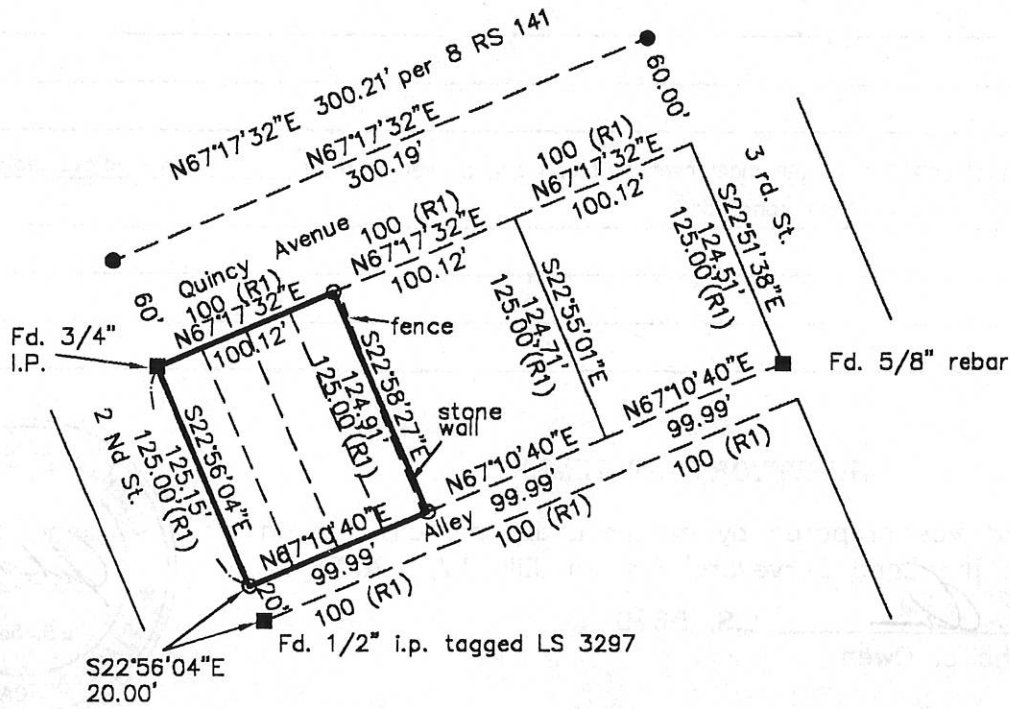 N67°17'32"E 300.21' per 8 RS 141
N67°17'32"E
300.19'
60.00'
3 rd St.
100 (R1)
N67°17'32"E
100.12'
100 (R1)
N67°17'32"E
100.12'
Quincy Avenue
100 (R1)
N67°17'32"E
100.12'
60'
Fd. 3/4"
I.P.
fence
S22°51'38"E
124.51'
125.00'(R1)
S22°55'01"E
124.71'
125.00'(R1)
S22°58'27"E
124.91'
125.00'(R1)
S22°56'04"E
125.15'
125.00'(R1)
2 Nd St.
stone
wall
Fd. 5/8" rebar
N67°10'40"E
99.99'
100 (R1)
N67°10'40"E
99.99'
100 (R1)
Alley
N67°10'40"E
99.99'
100 (R1)
20'
Fd. 1/2" i.p. tagged LS 3297
S22°56'04"E
20.00'